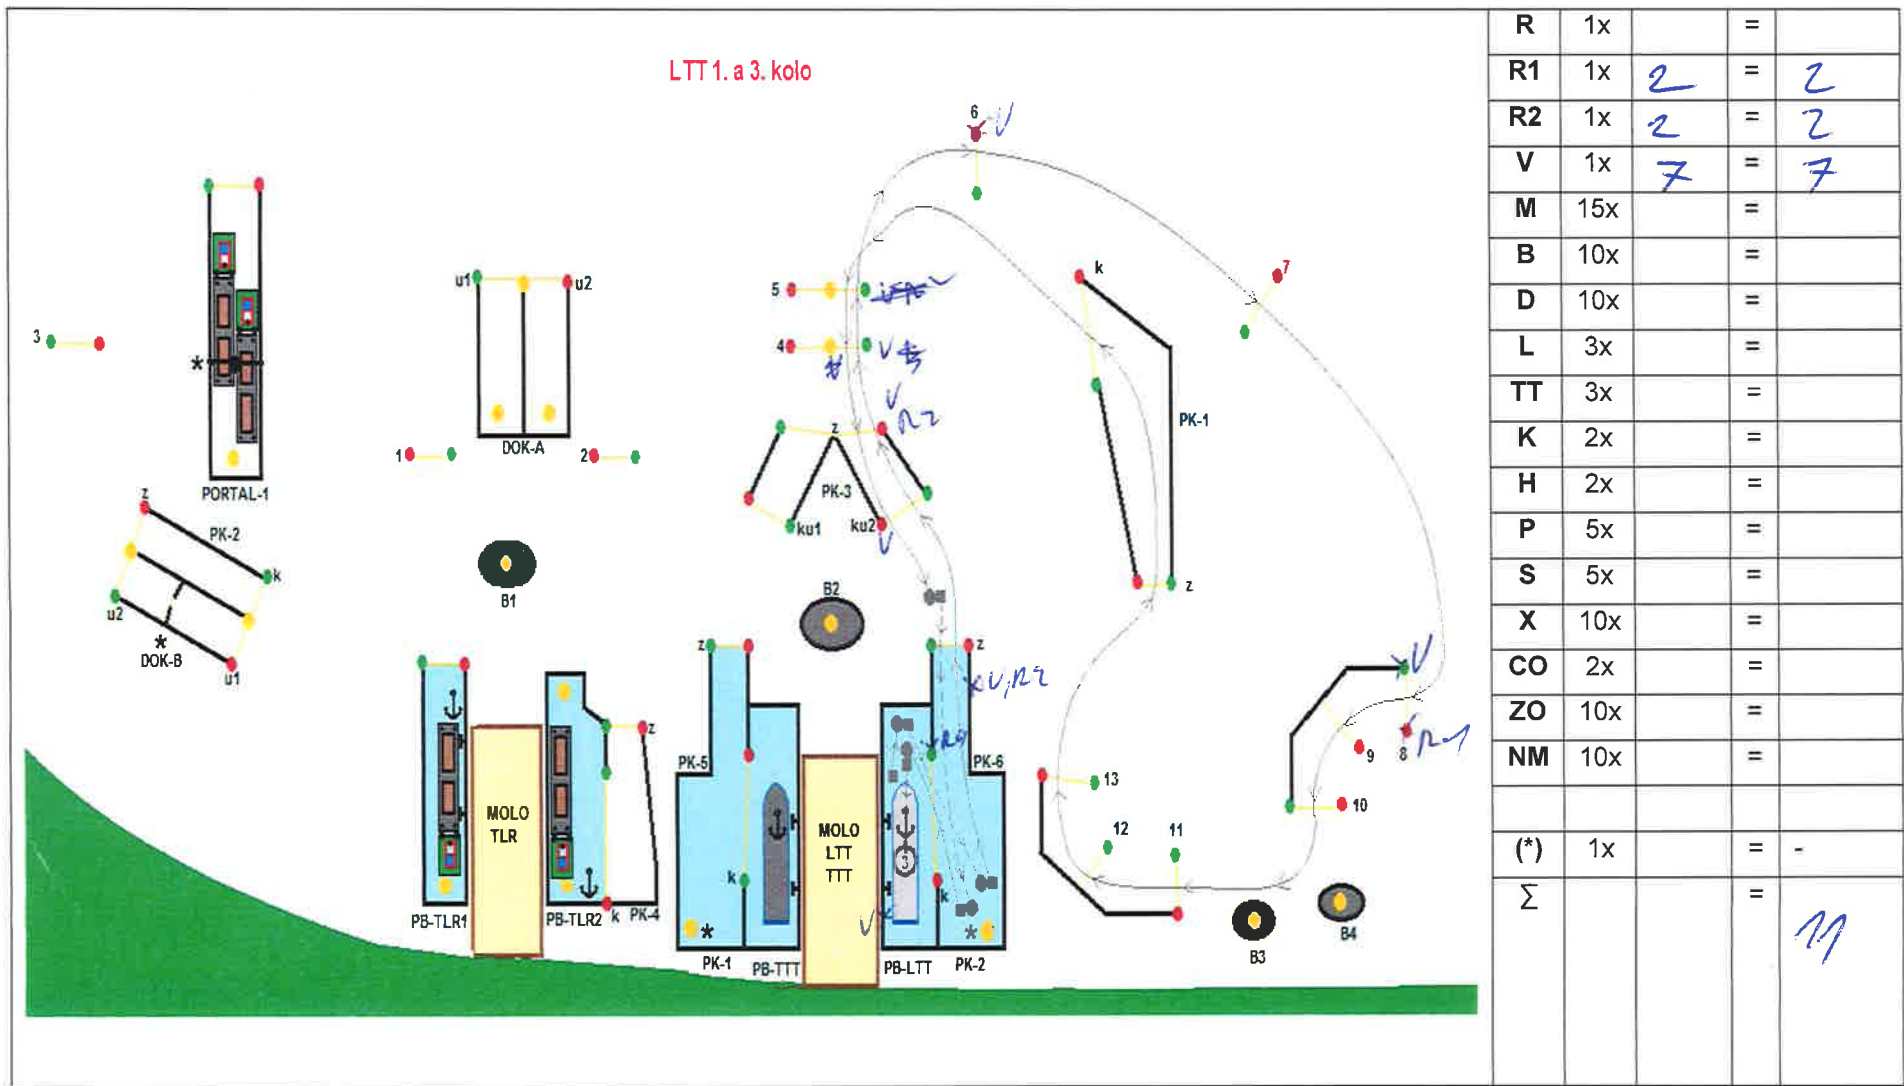 LTT 1. a 3. kolo
6
V
7
k
5
4
V
u1
u2
3
*
DOK-A
1
2
V
R2
z
PK-3
ku1
ku2
V
PK-1
z
PORTAL-1
z
PK-2
k
u2
*
DOK-B
u1
B1
B2
z
z
V, R2
V
R1
8
9
10
z
PK-5
PK-6
13
12
11
MOLO
TLR
MOLO
LTT
TTT
3
k
k
V
*
*
PB-TLR1
PB-TLR2
k
PK-4
PK-1
PB-TTT
PB-LTT
PK-2
B3
B4
R 1x =
R1 1x 2 = 2
R2 1x 2 = 2
V 1x 7 = 7
M 15x =
B 10x =
D 10x =
L 3x =
TT 3x =
K 2x =
H 2x =
P 5x =
S 5x =
X 10x =
CO 2x =
ZO 10x =
NM 10x =
(*) 1x = -
Σ = 11